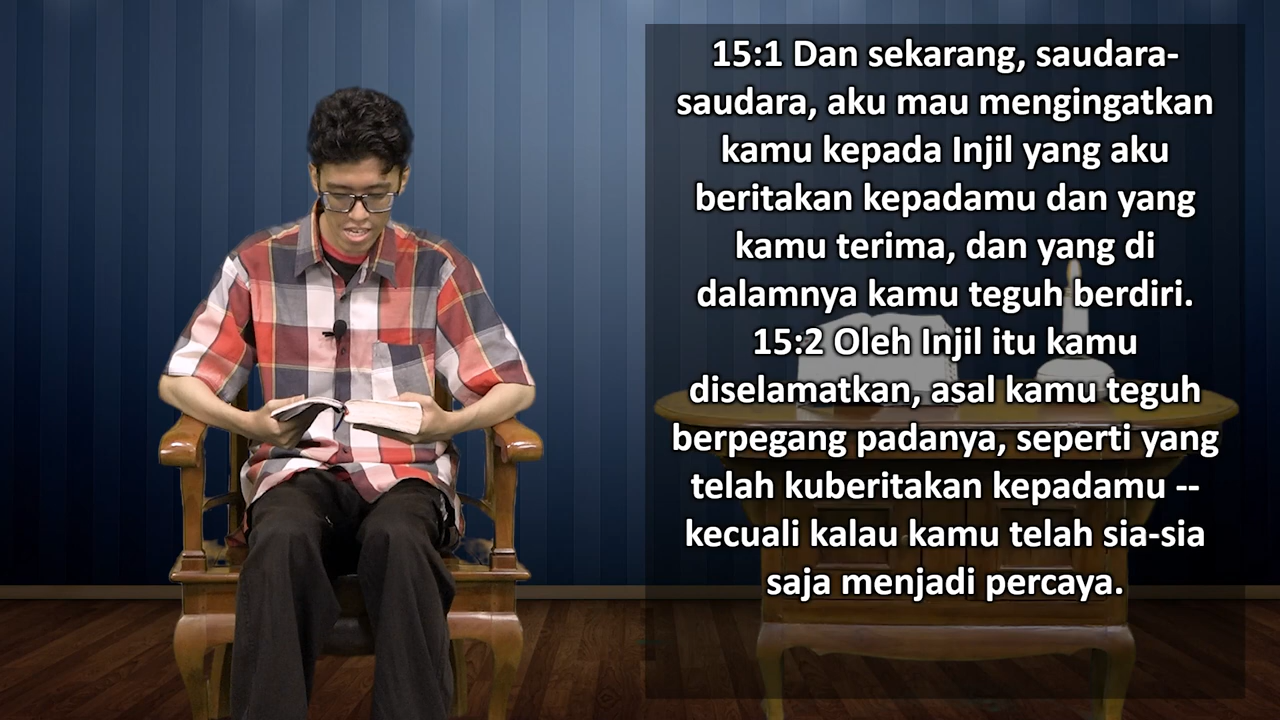 15:1 Dan sekarang, saudara-
saudara, aku mau mengingatkan
kamu kepada Injil yang aku
beritakan kepadamu dan yang
kamu terima, dan yang di
dalamnya kamu teguh berdiri.
15:2 Oleh Injil itu kamu
diselamatkan, asal kamu teguh
berpegang padanya, seperti yang
telah kuberitakan kepadamu --
kecuali kalau kamu telah sia-sia
saja menjadi percaya.